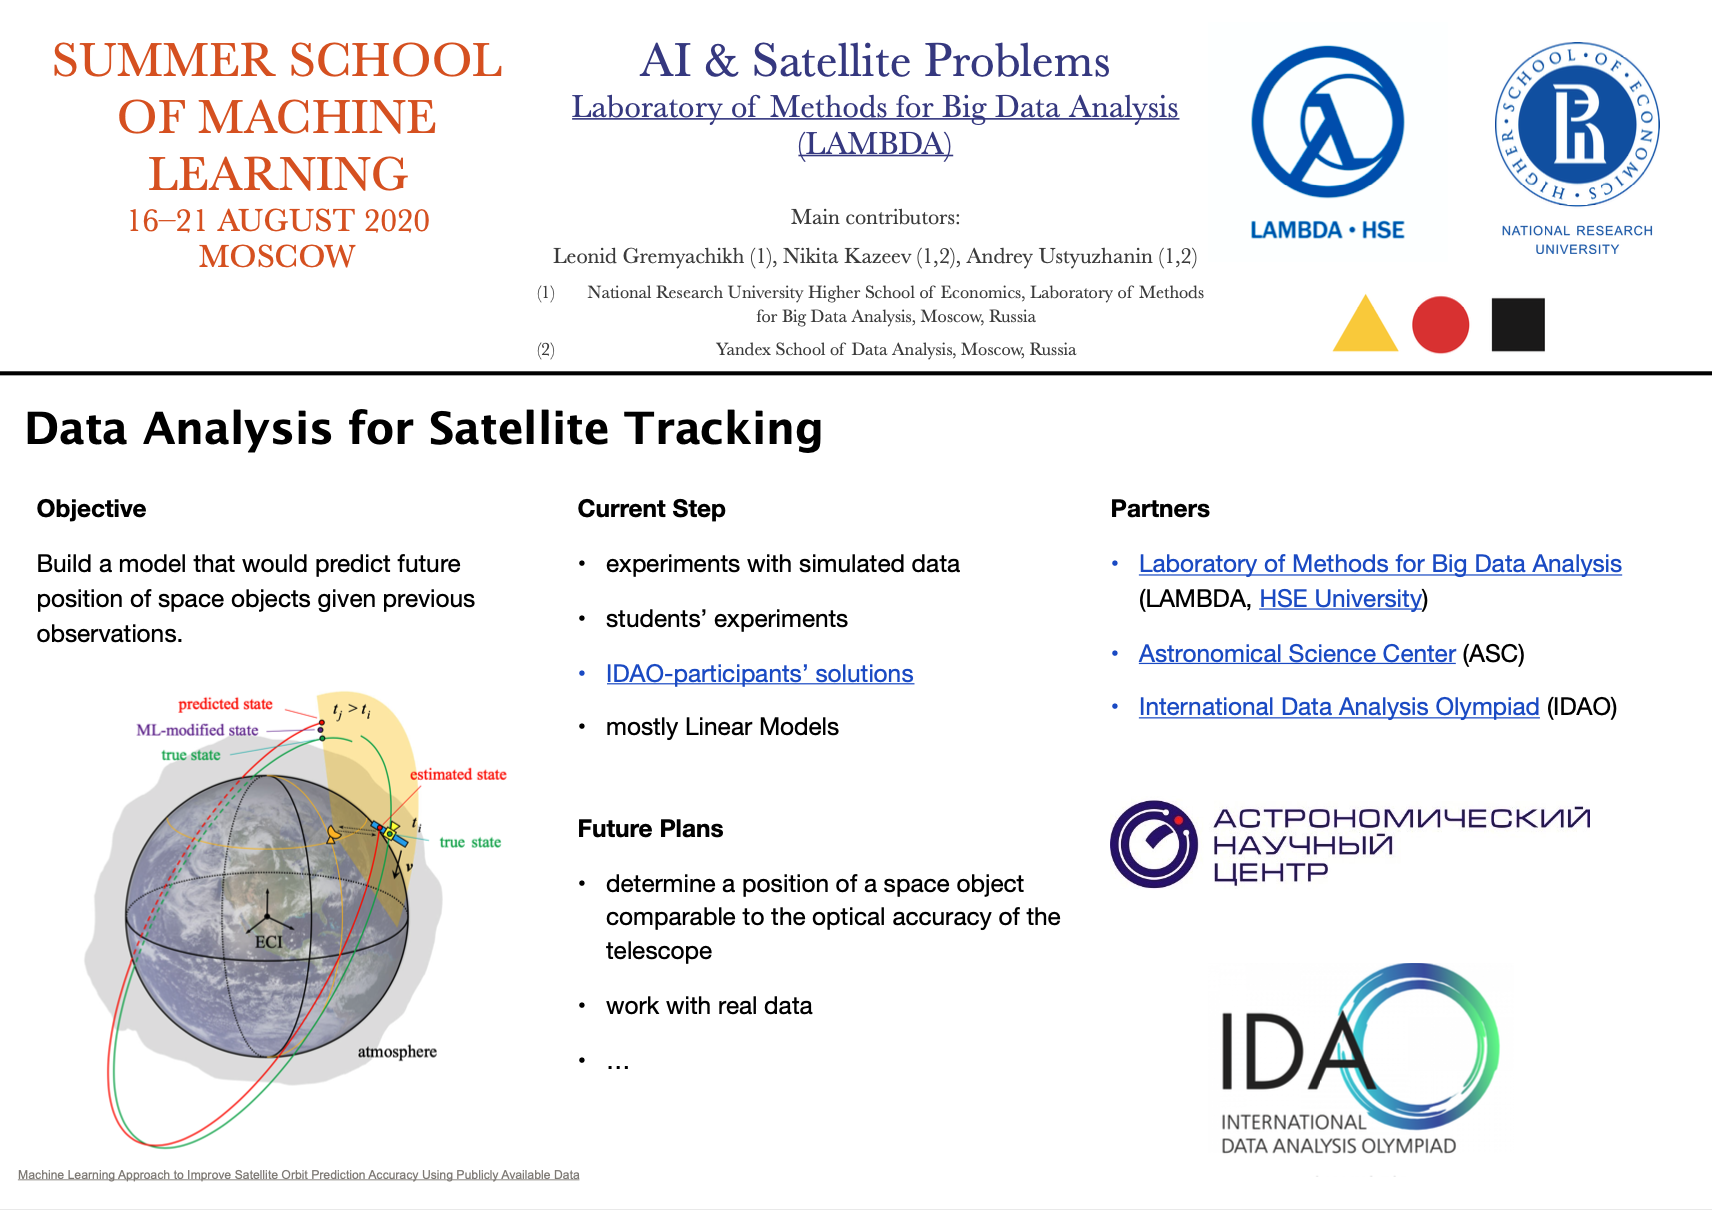 SUMMER SCHOOL
OF MACHINE
LEARNING
16–21 AUGUST 2020
MOSCOW
AI & Satellite Problems
Laboratory of Methods for Big Data Analysis
(LAMBDA)
Main contributors:
Leonid Gremyachikh (1), Nikita Kazeev (1,2), Andrey Ustyuzhanin (1,2)
(1) National Research University Higher School of Economics, Laboratory of Methods
for Big Data Analysis, Moscow, Russia
(2) Yandex School of Data Analysis, Moscow, Russia
LAMBDA • HSE
HIGHER • SCHOOL • OF • ECONOMICS •
NATIONAL RESEARCH
UNIVERSITY
Data Analysis for Satellite Tracking
Objective
Build a model that would predict future
position of space objects given previous
observations.
predicted state
ML-modified state
true state
t_j > t_i
estimated state
t_i
true state
v
ECI
atmosphere
Machine Learning Approach to Improve Satellite Orbit Prediction Accuracy Using Publicly Available Data
Current Step
• experiments with simulated data
• students’ experiments
• IDAO-participants’ solutions
• mostly Linear Models
Future Plans
• determine a position of a space object
comparable to the optical accuracy of the
telescope
• work with real data
• …
Partners
• Laboratory of Methods for Big Data Analysis
(LAMBDA, HSE University)
• Astronomical Science Center (ASC)
• International Data Analysis Olympiad (IDAO)
АСТРОНОМИЧЕСКИЙ
НАУЧНЫЙ
ЦЕНТР
IDAO
INTERNATIONAL
DATA ANALYSIS OLYMPIAD